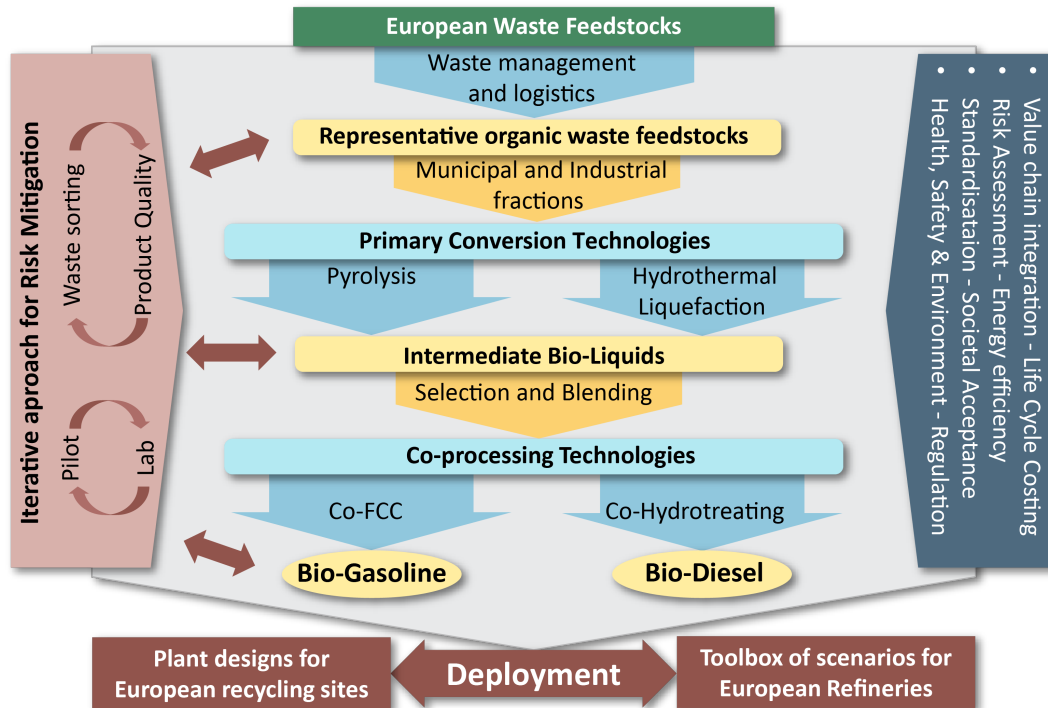 European Waste Feedstocks
Waste management
and logistics
Representative organic waste feedstocks
Municipal and Industrial
fractions
Primary Conversion Technologies
Pyrolysis
Hydrothermal
Liquefaction
Intermediate Bio-Liquids
Selection and Blending
Co-processing Technologies
Co-FCC
Co-Hydrotreating
Bio-Gasoline
Bio-Diesel
Iterative aproach for Risk Mitigation
Waste sorting
Product Quality
Pilot
Lab
• Value chain integration - Life Cycle Costing
• Risk Assessment - Energy efficiency
• Standardisataion - Societal Acceptance
• Health, Safety & Environment - Regulation
Plant designs for
European recycling sites
Deployment
Toolbox of scenarios for
European Refineries